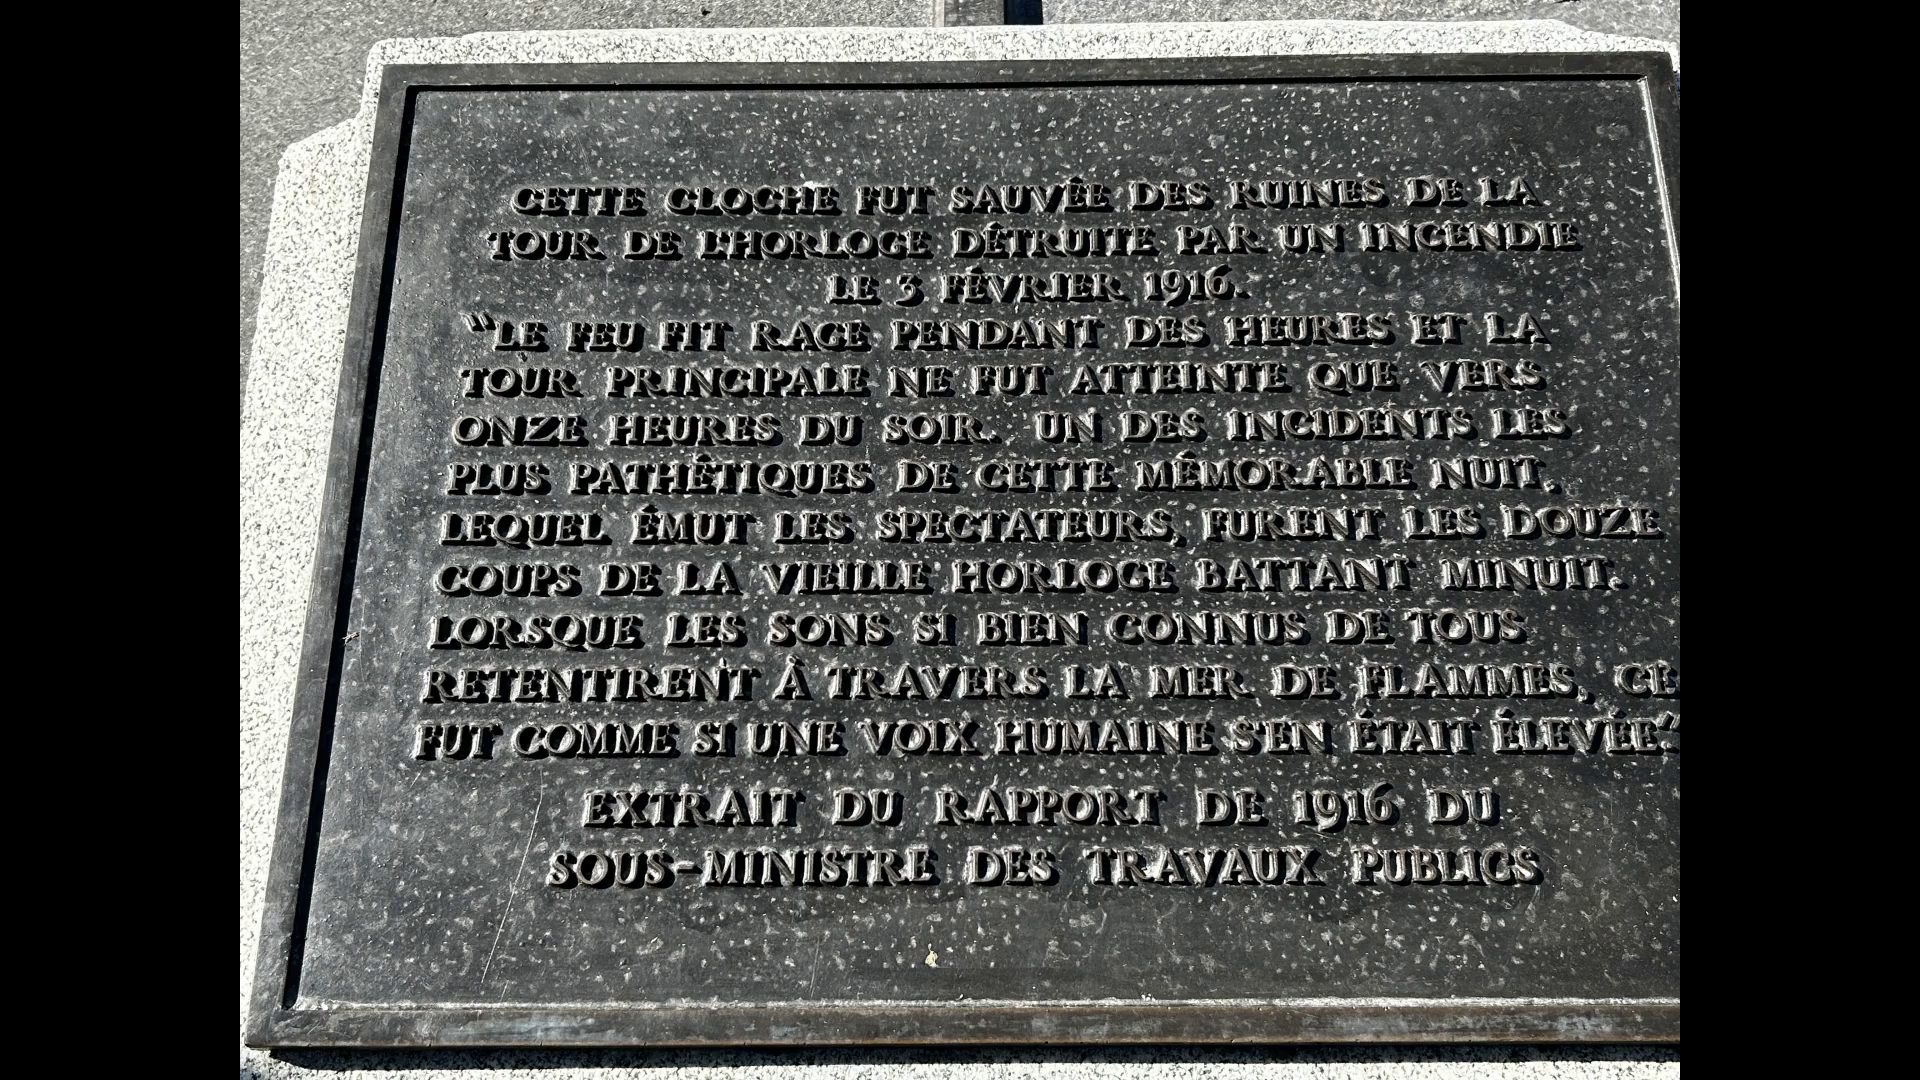 CETTE CLOCHE FUT SAUVÉE DES RUINES DE LA
TOUR DE L'HORLOGE DÉTRUITE PAR UN INCENDIE
LE 3 FÉVRIER 1916.
"LE FEU FIT RAGE PENDANT DES HEURES ET LA
TOUR PRINCIPALE NE FUT ATTEINTE QUE VERS
ONZE HEURES DU SOIR. UN DES INCIDENTS LES
PLUS PATHÉTIQUES DE CETTE MÉMORABLE NUIT,
LEQUEL ÉMUT LES SPECTATEURS, FURENT LES DOUZE
COUPS DE LA VIEILLE HORLOGE BATTANT MINUIT.
LORSQUE LES SONS SI BIEN CONNUS DE TOUS
RETENTIRENT À TRAVERS LA MER DE FLAMMES, CE
FUT COMME SI UNE VOIX HUMAINE S'EN ÉTAIT ÉLEVÉE".
EXTRAIT DU RAPPORT DE 1916 DU
SOUS-MINISTRE DES TRAVAUX PUBLICS